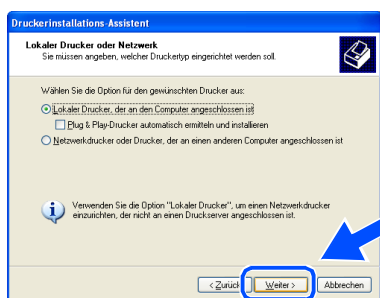 Druckerinstallations-Assistent
Lokaler Drucker oder Netzwerk
Sie müssen angeben, welcher Druckertyp eingerichtet werden soll.
Wählen Sie die Option für den gewünschten Drucker aus:
Lokaler Drucker, der an den Computer angeschlossen ist
Plug & Play-Drucker automatisch ermitteln und installieren
Netzwerkdrucker oder Drucker, der an einen anderen Computer angeschlossen ist
Verwenden Sie die Option "Lokaler Drucker", um einen Netzwerkdrucker
einzurichten, der nicht an einen Druckserver angeschlossen ist.
< Zurück Weiter > Abbrechen